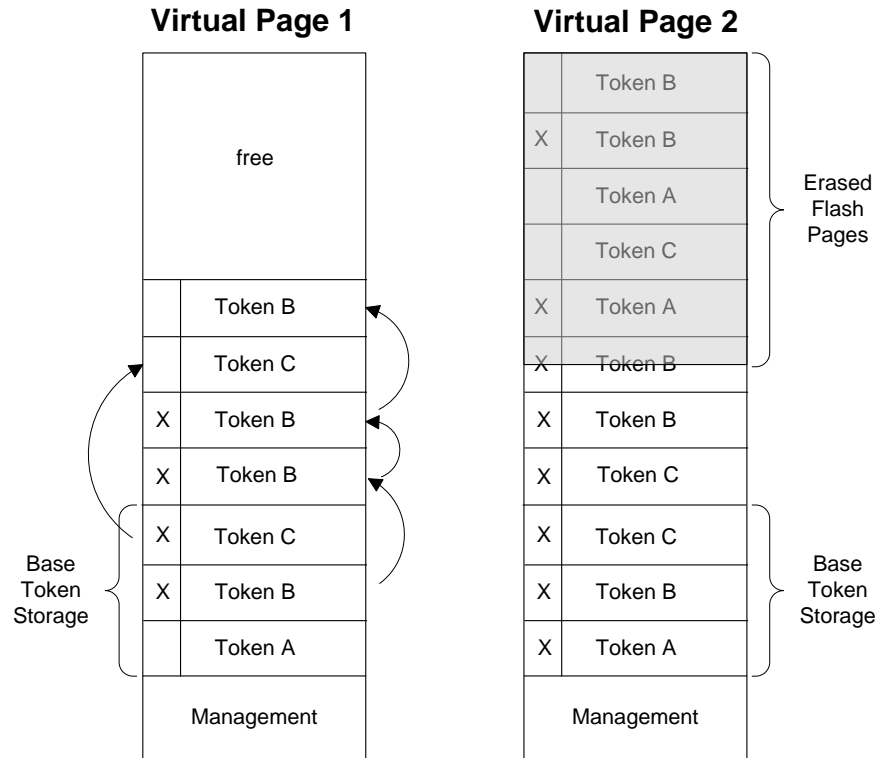 Virtual Page 1
free
Token B
Token C
X Token B
X Token B
X Token C
X Token B
Token A
Management
Base
Token
Storage
Virtual Page 2
Token B
X Token B
Token A
Token C
X Token A
X Token B
X Token B
X Token C
X Token C
X Token B
X Token A
Management
Erased
Flash
Pages
Base
Token
Storage